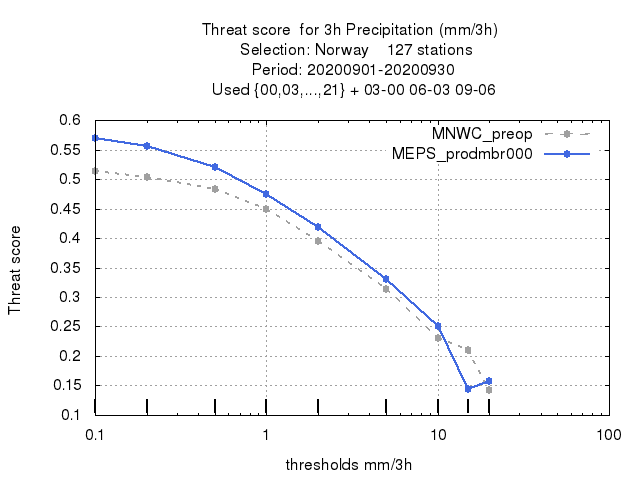 Threat score  for 3h Precipitation (mm/3h)
Selection: Norway    127 stations
Period: 20200901-20200930
Used {00,03,...,21} + 03-00 06-03 09-06
MNWC_preop
MEPS_prodmbr000
0.6
0.55
0.5
0.45
0.4
0.35
0.3
0.25
0.2
0.15
0.1
Threat score
0.1 1 10 100
thresholds mm/3h